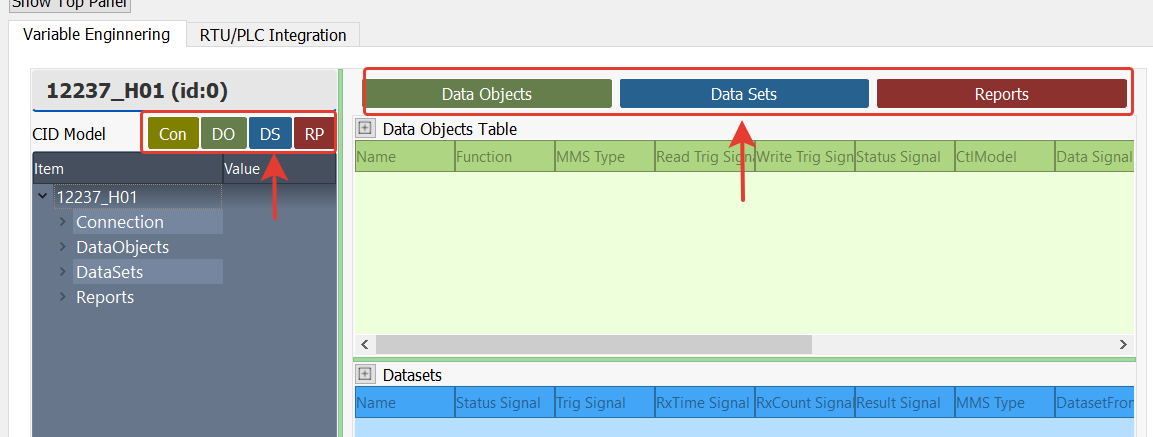 Show Top Panel
Variable Enginnering
RTU/PLC Integration
12237_H01 (id:0)
CID Model
Con
DO
DS
RP
Item
Value
12237_H01
Connection
DataObjects
DataSets
Reports
Data Objects
Data Sets
Reports
Data Objects Table
Name
Function
MMS Type
Read Trig Signa
Write Trig Sign
Status Signal
CtlModel
Data Signal
Datasets
Name
Status Signal
Trig Signal
RxTime Signal
RxCount Signal
Result Signal
MMS Type
DatasetFron